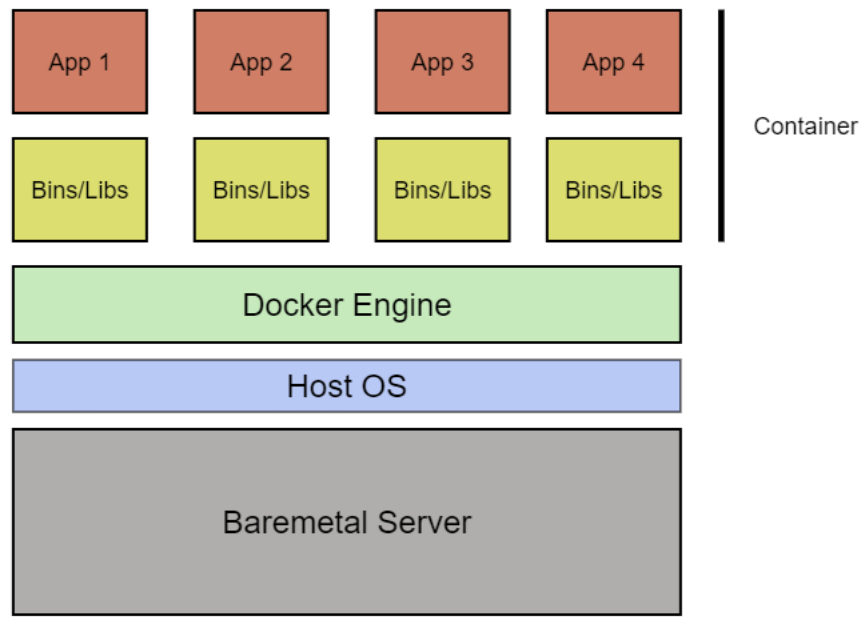 App 1
App 2
App 3
App 4
Container
Bins/Libs
Bins/Libs
Bins/Libs
Bins/Libs
Docker Engine
Host OS
Baremetal Server